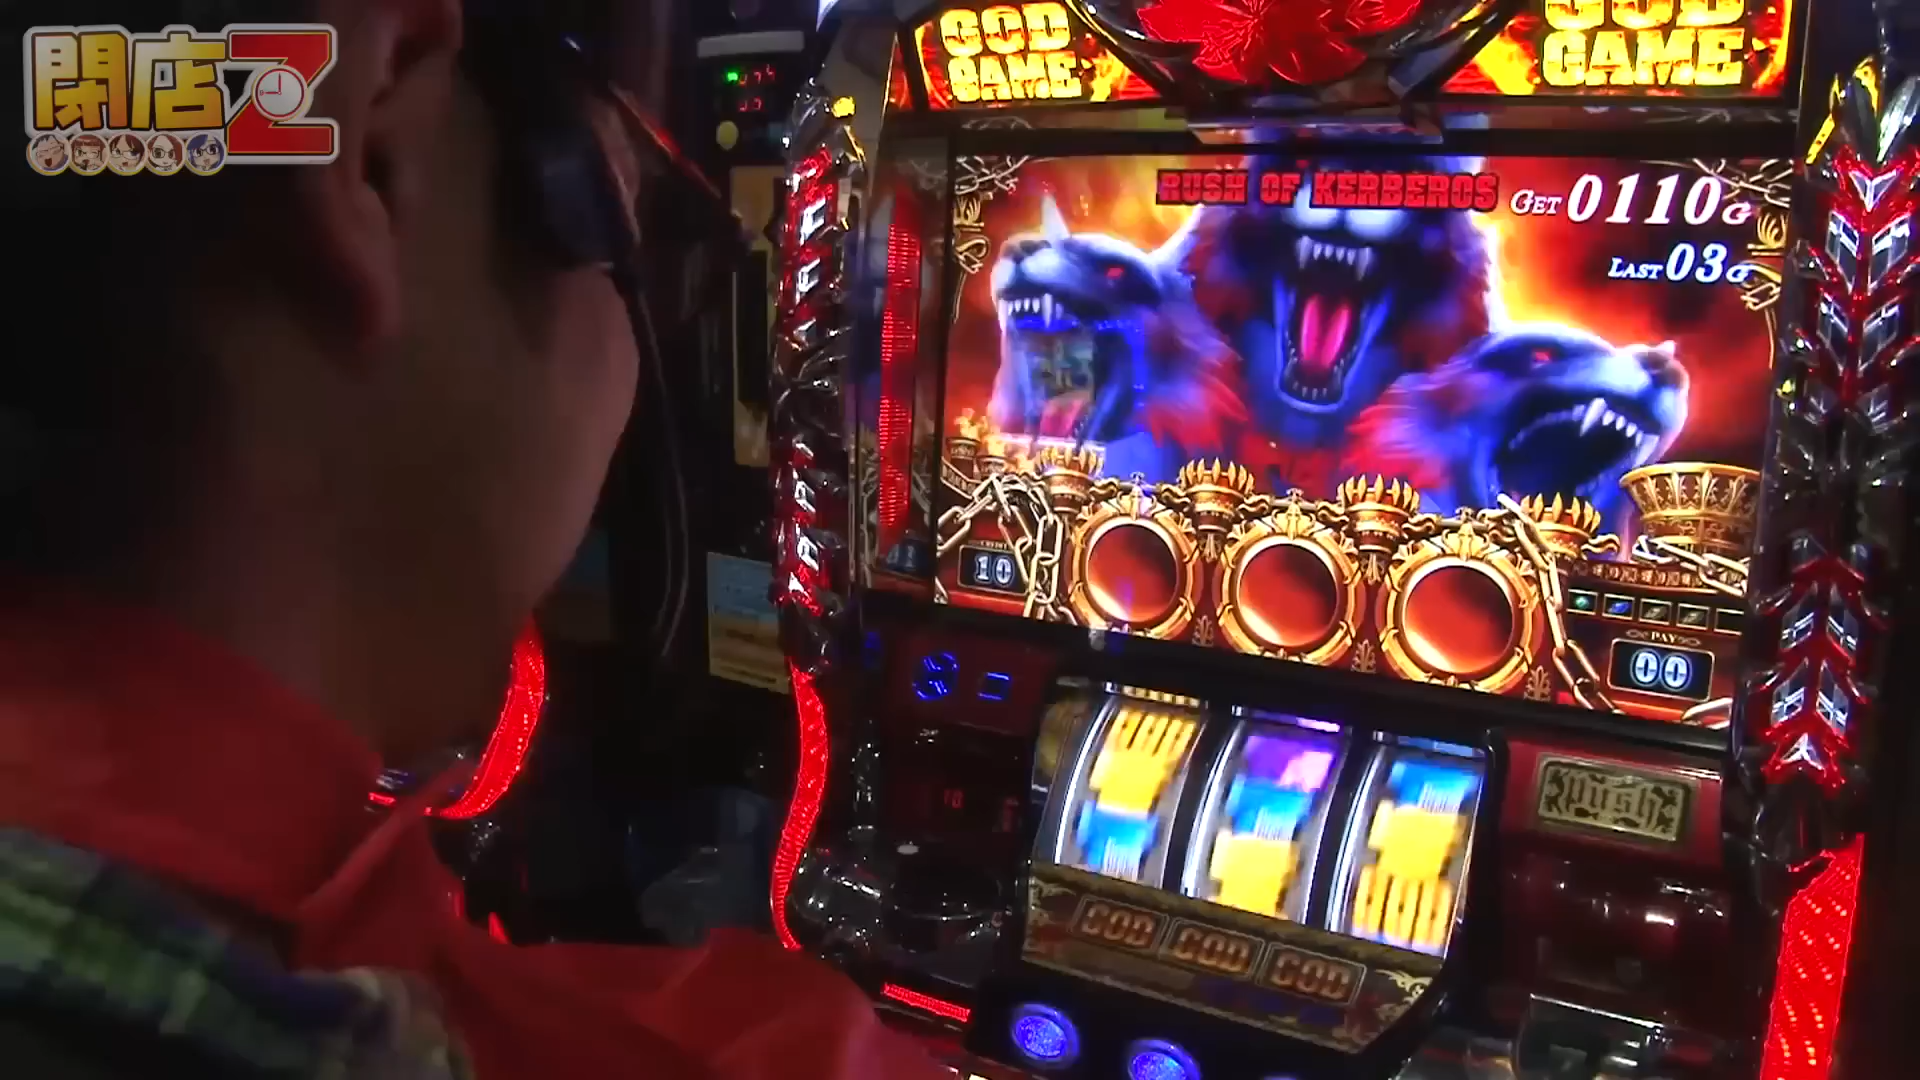 閉店Z
GOD
GAME
GOD
GAME
RUSH OF KERBEROS
GET 0110G
LAST 03G
10
PAY
00
push
GOD GOD GOD